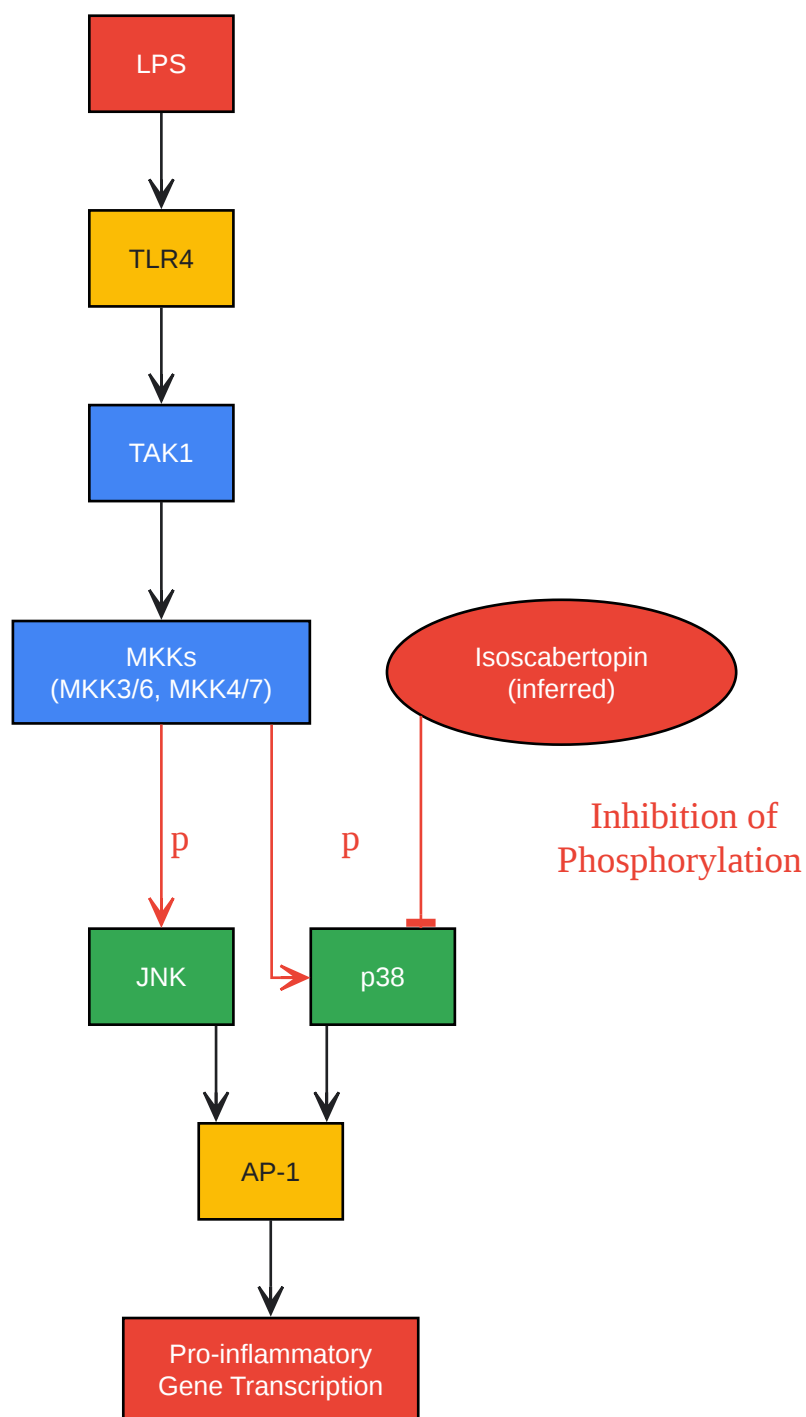 LPS
TLR4
TAK1
MKKs
(MKK3/6, MKK4/7)
Isoscabertopin
(inferred)
p
p
Inhibition of
Phosphorylation
JNK
p38
AP-1
Pro-inflammatory
Gene Transcription